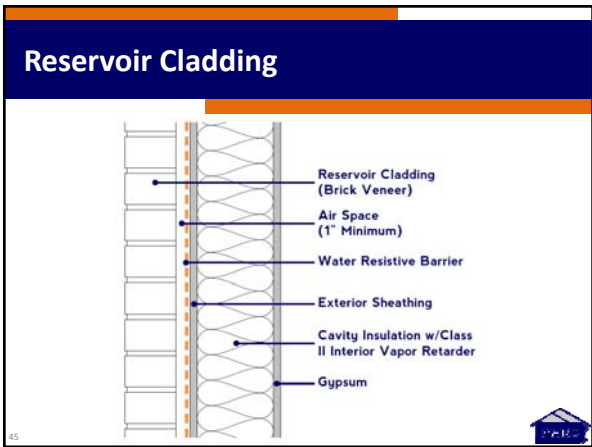 Reservoir Cladding
Reservoir Cladding
(Brick Veneer)
Air Space
(1" Minimum)
Water Resistive Barrier
Exterior Sheathing
Cavity Insulation w/Class
II Interior Vapor Retarder
Gypsum
45